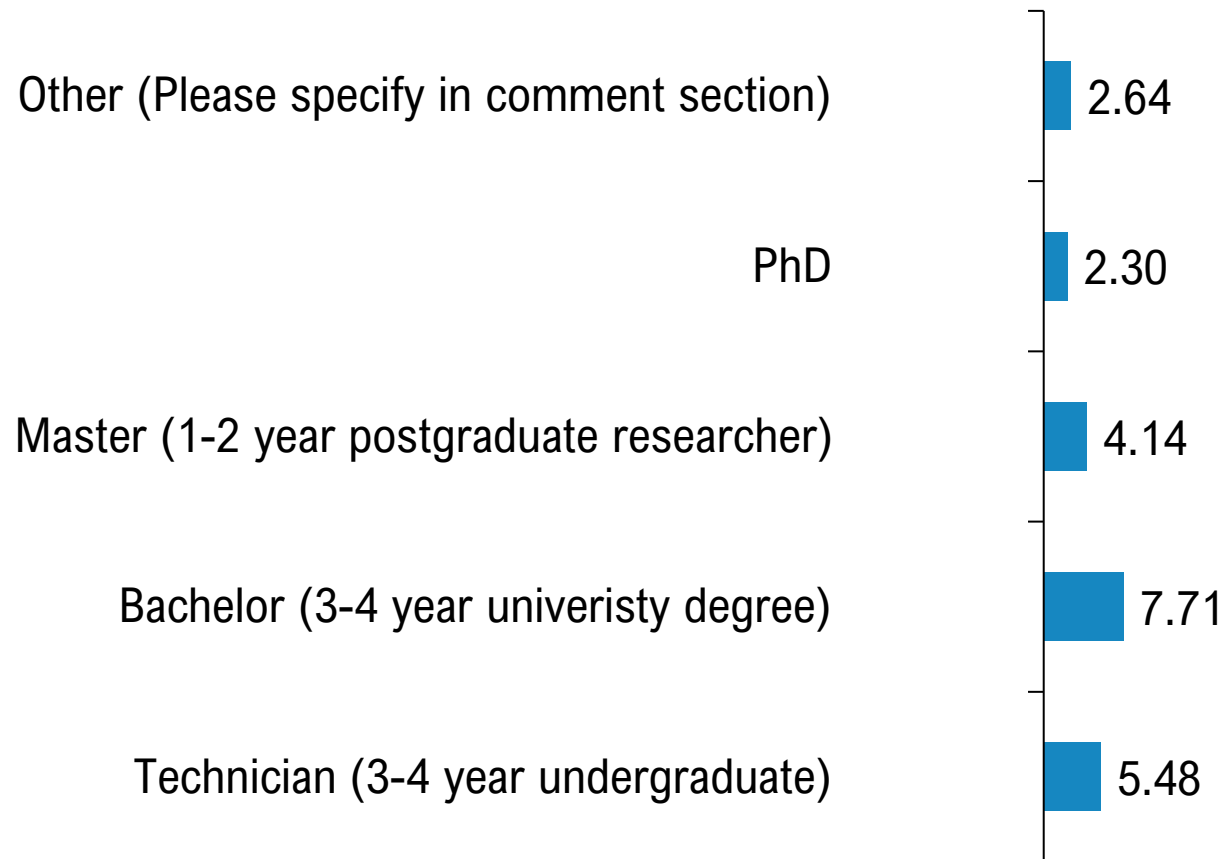 Other (Please specify in comment section) 2.64
PhD 2.30
Master (1-2 year postgraduate researcher) 4.14
Bachelor (3-4 year univeristy degree) 7.71
Technician (3-4 year undergraduate) 5.48